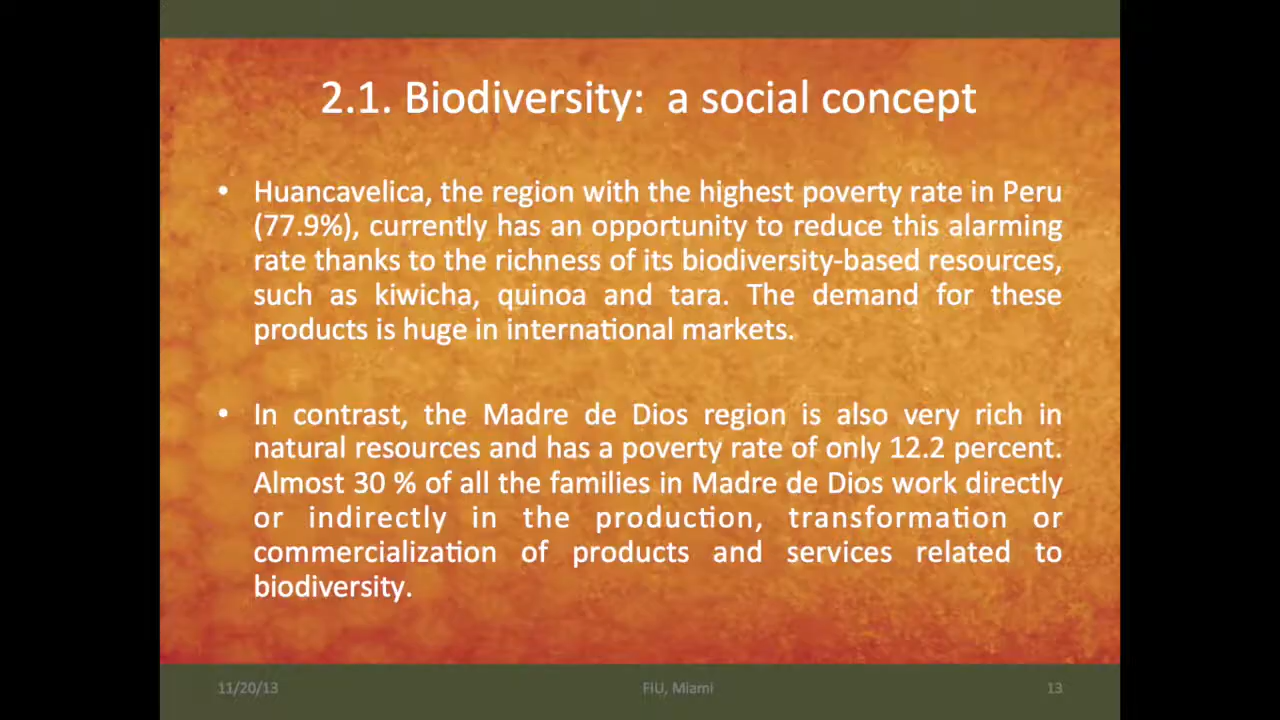 2.1. Biodiversity: a social concept
• Huancavelica, the region with the highest poverty rate in Peru
(77.9%), currently has an opportunity to reduce this alarming
rate thanks to the richness of its biodiversity-based resources,
such as kiwicha, quinoa and tara. The demand for these
products is huge in international markets.
• In contrast, the Madre de Dios region is also very rich in
natural resources and has a poverty rate of only 12.2 percent.
Almost 30 % of all the families in Madre de Dios work directly
or indirectly in the production, transformation or
commercialization of products and services related to
biodiversity.
11/20/13 FIU, Miami 13